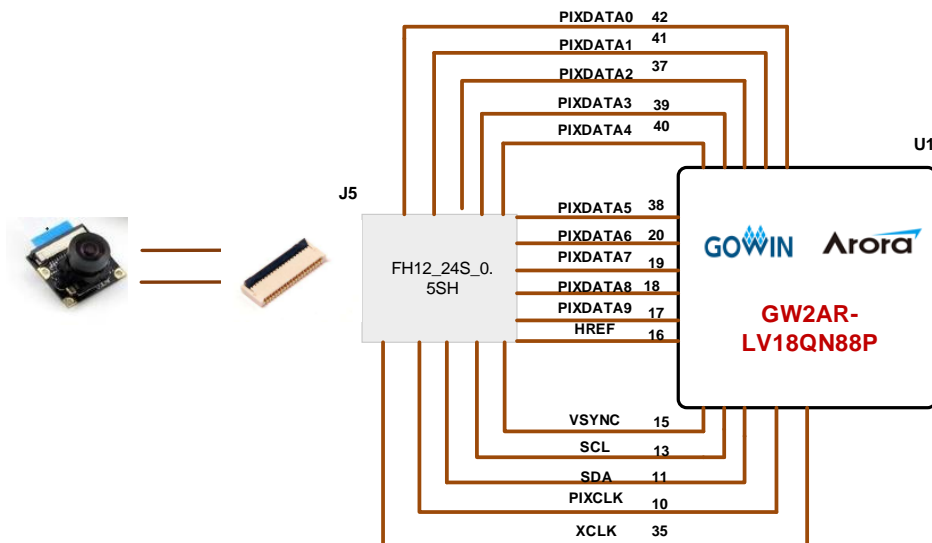 PIXDATA0 42
PIXDATA1 41
PIXDATA2 37
PIXDATA3 39
PIXDATA4 40
U1
J5
PIXDATA5 38
PIXDATA6 20
PIXDATA7 19
PIXDATA8 18
PIXDATA9 17
HREF 16
FH12_24S_0.
5SH
GOWIN Arora
GW2AR-
LV18QN88P
VSYNC 15
SCL 13
SDA 11
PIXCLK 10
XCLK 35